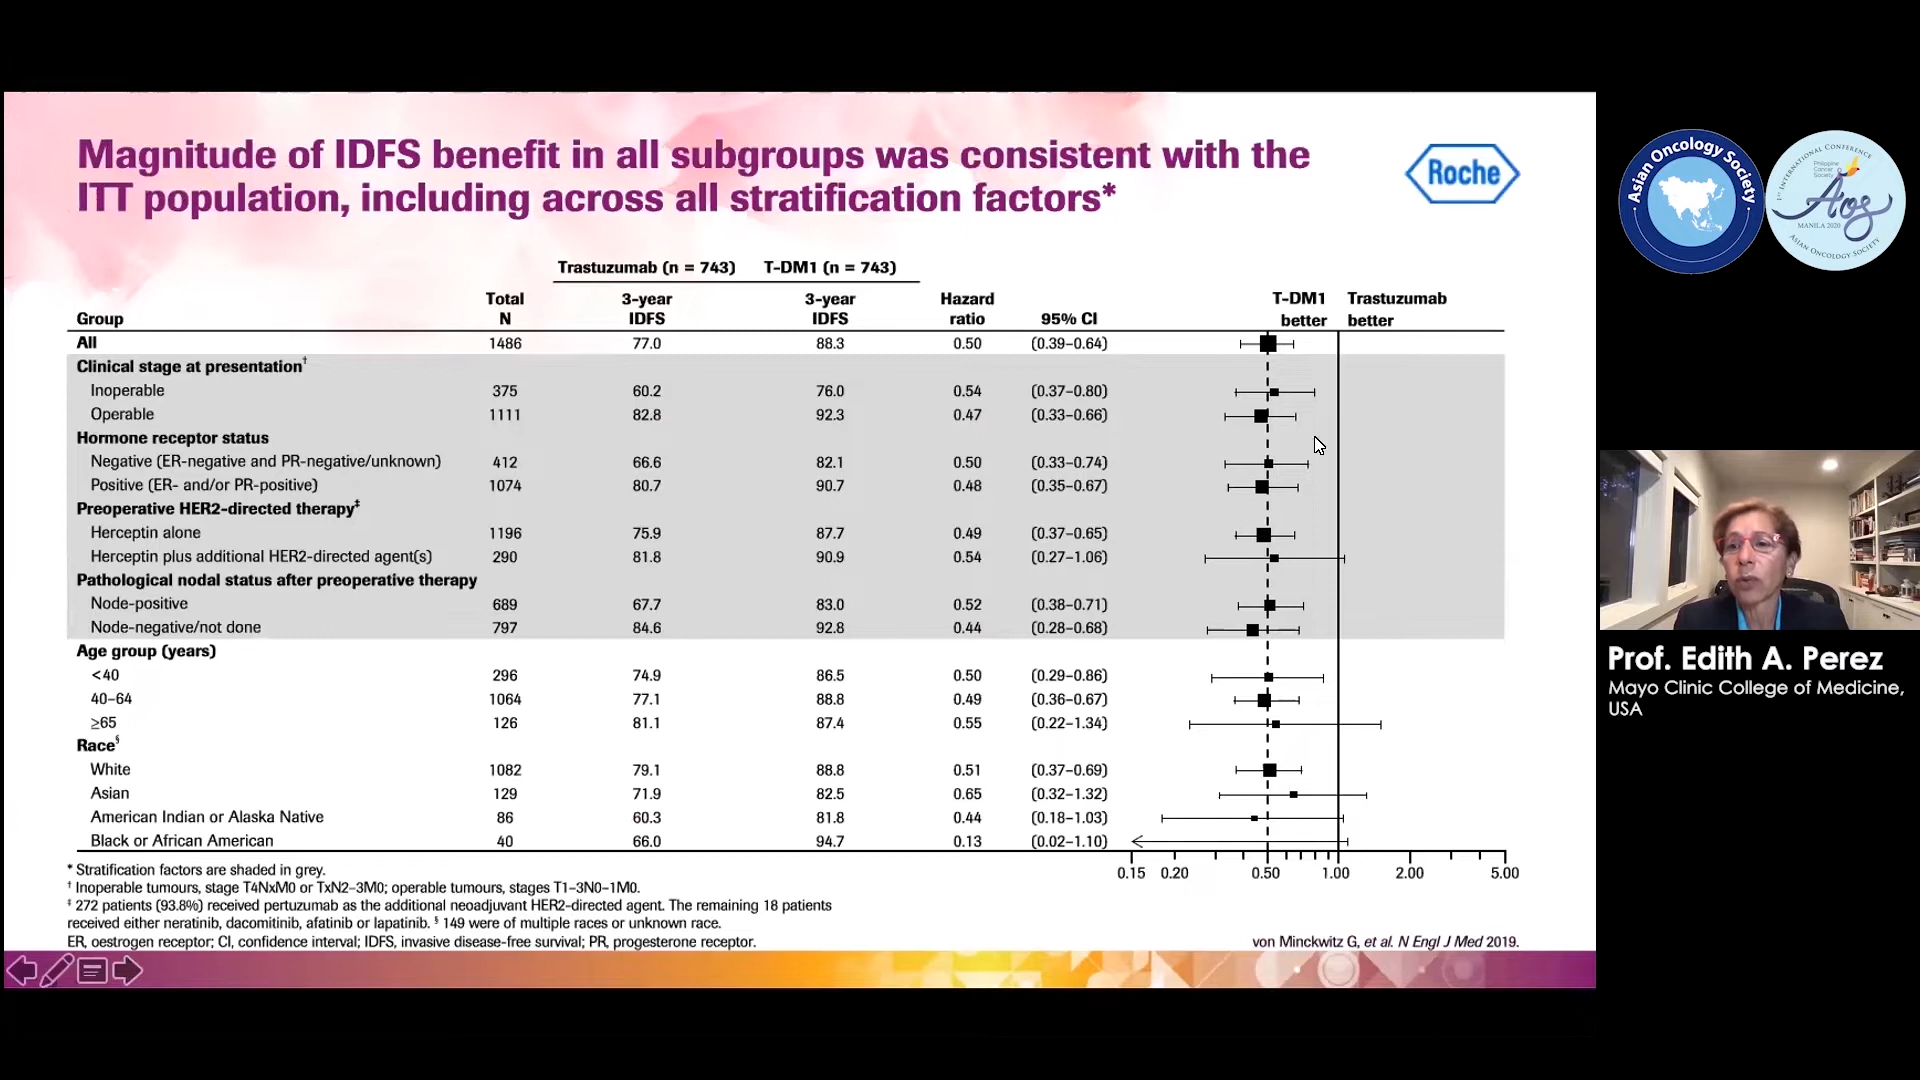 Magnitude of IDFS benefit in all subgroups was consistent with the
ITT population, including across all stratification factors*
Roche
Trastuzumab (n = 743) T-DM1 (n = 743)
Total 3-year 3-year Hazard T-DM1 Trastuzumab
Group N IDFS IDFS ratio 95% CI better better
All 1486 77.0 88.3 0.50 (0.39–0.64)
Clinical stage at presentation†
Inoperable 375 60.2 76.0 0.54 (0.37–0.80)
Operable 1111 82.8 92.3 0.47 (0.33–0.66)
Hormone receptor status
Negative (ER-negative and PR-negative/unknown) 412 66.6 82.1 0.50 (0.33–0.74)
Positive (ER- and/or PR-positive) 1074 80.7 90.7 0.48 (0.35–0.67)
Preoperative HER2-directed therapy‡
Herceptin alone 1196 75.9 87.7 0.49 (0.37–0.65)
Herceptin plus additional HER2-directed agent(s) 290 81.8 90.9 0.54 (0.27–1.06)
Pathological nodal status after preoperative therapy
Node-positive 689 67.7 83.0 0.52 (0.38–0.71)
Node-negative/not done 797 84.6 92.8 0.44 (0.28–0.68)
Age group (years)
<40 296 74.9 86.5 0.50 (0.29–0.86)
40–64 1064 77.1 88.8 0.49 (0.36–0.67)
≥65 126 81.1 87.4 0.55 (0.22–1.34)
Race§
White 1082 79.1 88.8 0.51 (0.37–0.69)
Asian 129 71.9 82.5 0.65 (0.32–1.32)
American Indian or Alaska Native 86 60.3 81.8 0.44 (0.18–1.03)
Black or African American 40 66.0 94.7 0.13 (0.02–1.10)
0.15 0.20 0.50 1.00 2.00 5.00
* Stratification factors are shaded in grey.
† Inoperable tumours, stage T4NxM0 or TxN2–3M0; operable tumours, stages T1–3N0–1M0.
‡ 272 patients (93.8%) received pertuzumab as the additional neoadjuvant HER2-directed agent. The remaining 18 patients
received either neratinib, dacomitinib, afatinib or lapatinib. § 149 were of multiple races or unknown race.
ER, oestrogen receptor; CI, confidence interval; IDFS, invasive disease-free survival; PR, progesterone receptor.
von Minckwitz G, et al. N Engl J Med 2019.
Asian Oncology Society
1st INTERNATIONAL CONFERENCE
Philippine
Cancer
Society
Aos
MANILA 2020
ASIAN ONCOLOGY SOCIETY
Prof. Edith A. Perez
Mayo Clinic College of Medicine,
USA